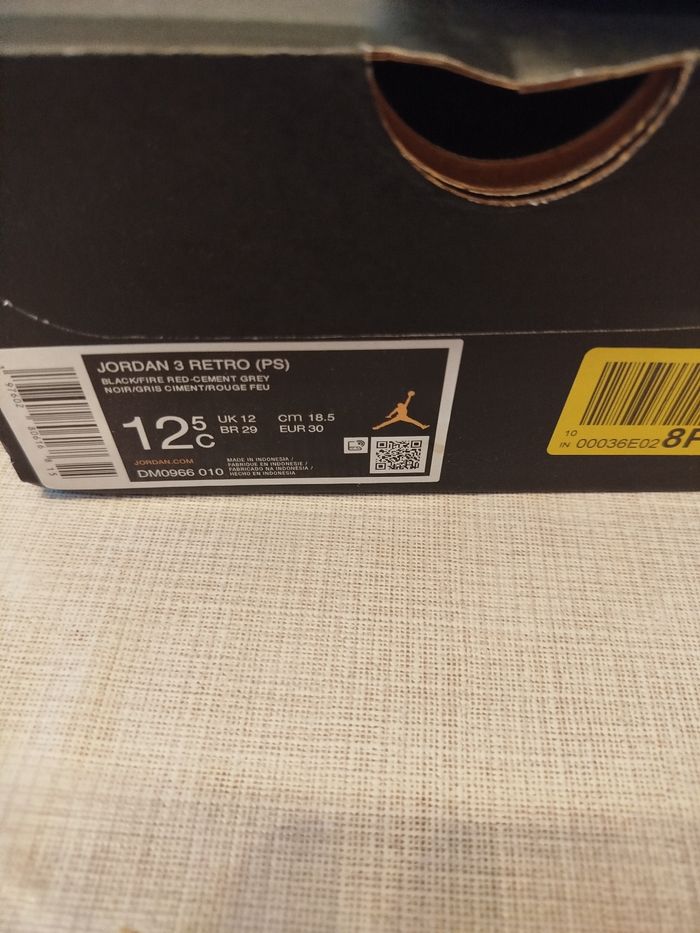 JORDAN 3 RETRO (PS)
BLACK/FIRE RED-CEMENT GREY
NOIR/GRIS CIMENT/ROUGE FEU
12 5 C
UK 12 cm 18.5
BR 29 EUR 30
JORDAN.COM
DM0966 010
MADE IN INDONESIA /
FABRIQUE EN INDONESIE /
FABRICADO NA INDONÉSIA /
HECHO EN INDONESIA
10
IN 00036E02 8F